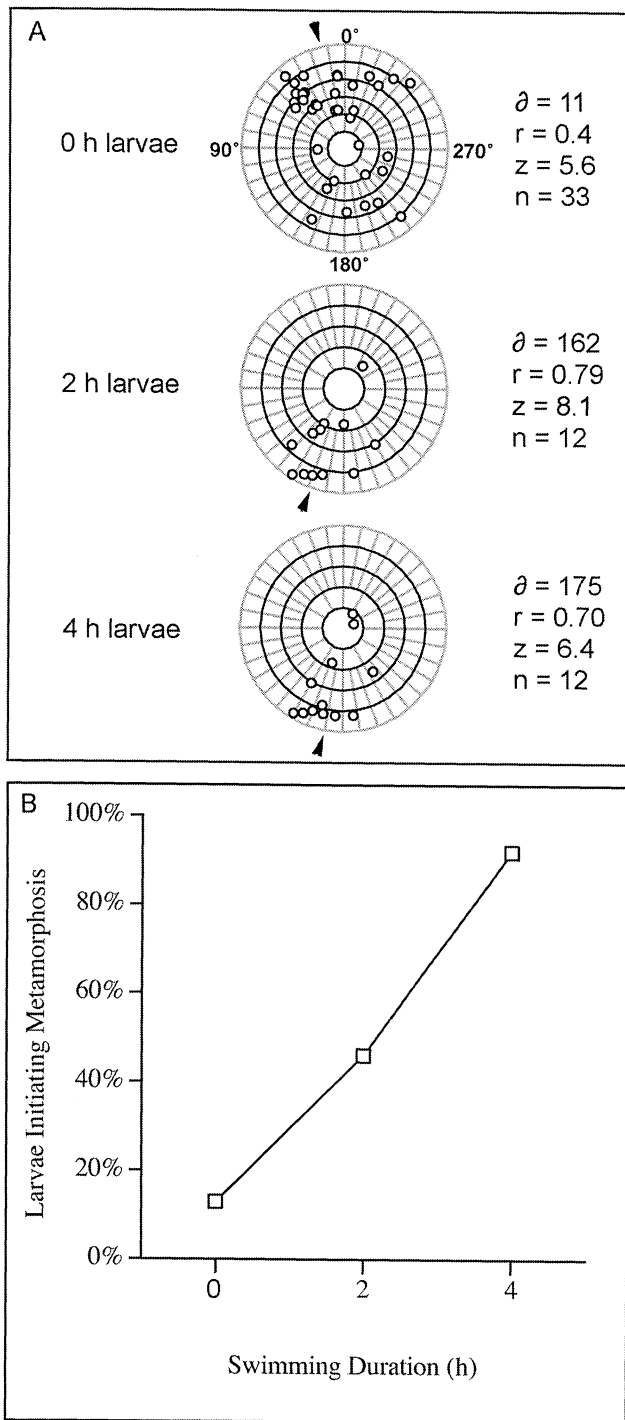 A
0°
0 h larvae
90°
270°
180°
∂ = 11
r = 0.4
z = 5.6
n = 33
2 h larvae
∂ = 162
r = 0.79
z = 8.1
n = 12
4 h larvae
∂ = 175
r = 0.70
z = 6.4
n = 12
B
100%
80%
60%
40%
20%
0%
Larvae Initiating Metamorphosis
0 2 4
Swimming Duration (h)